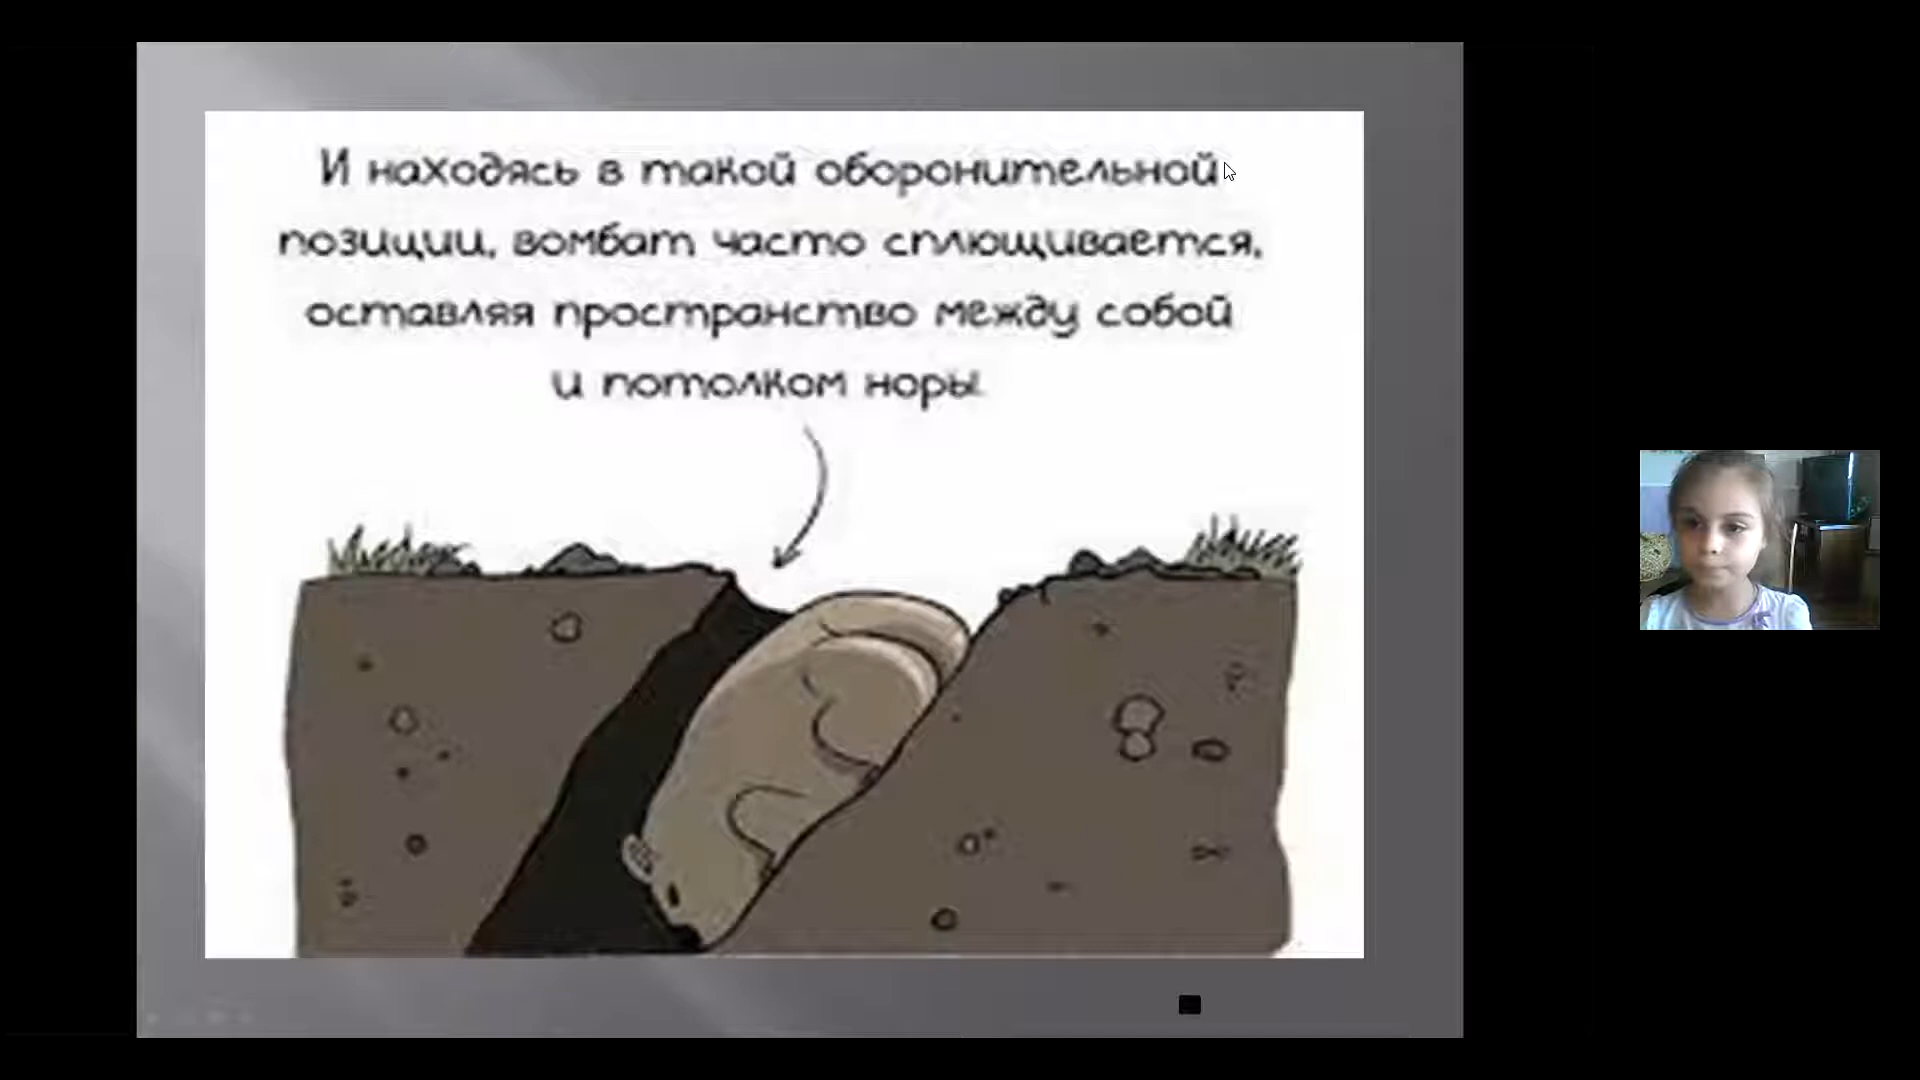 И находясь в такой оборонительной
позиции, вомбат часто сплющивается,
оставляя пространство между собой
и потолком норы.